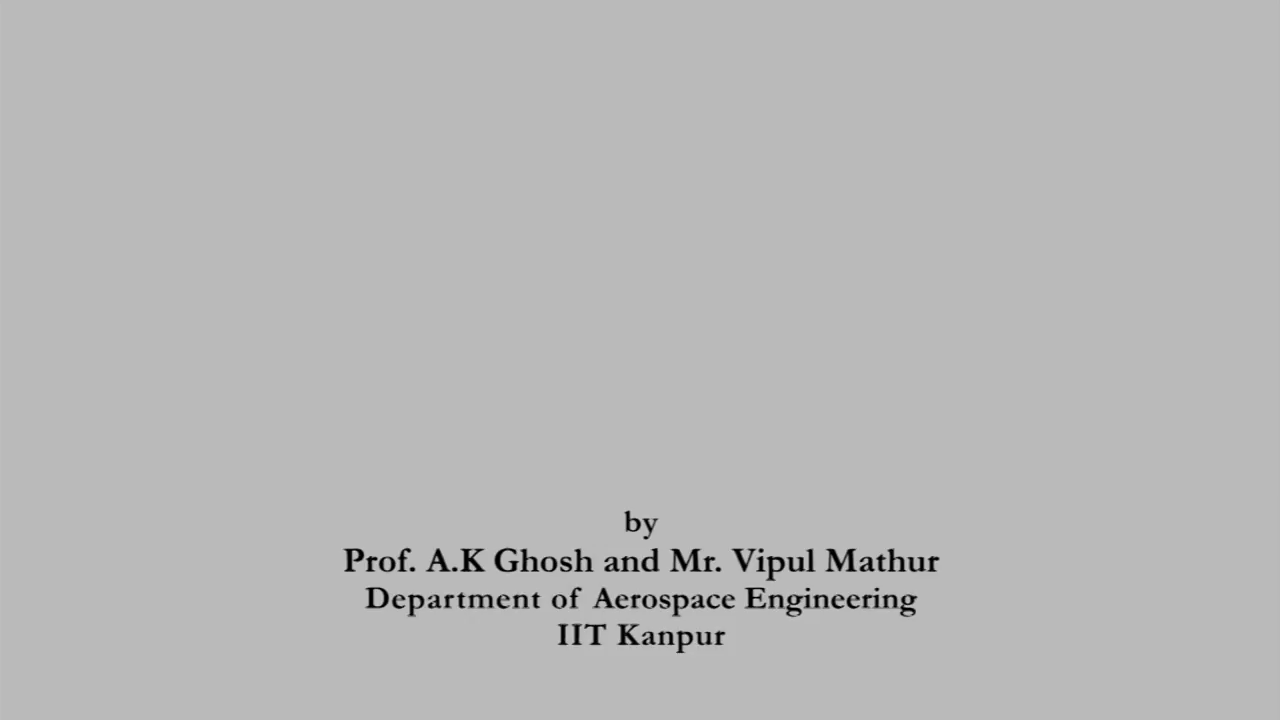 by
Prof. A.K Ghosh and Mr. Vipul Mathur
Department of Aerospace Engineering
IIT Kanpur